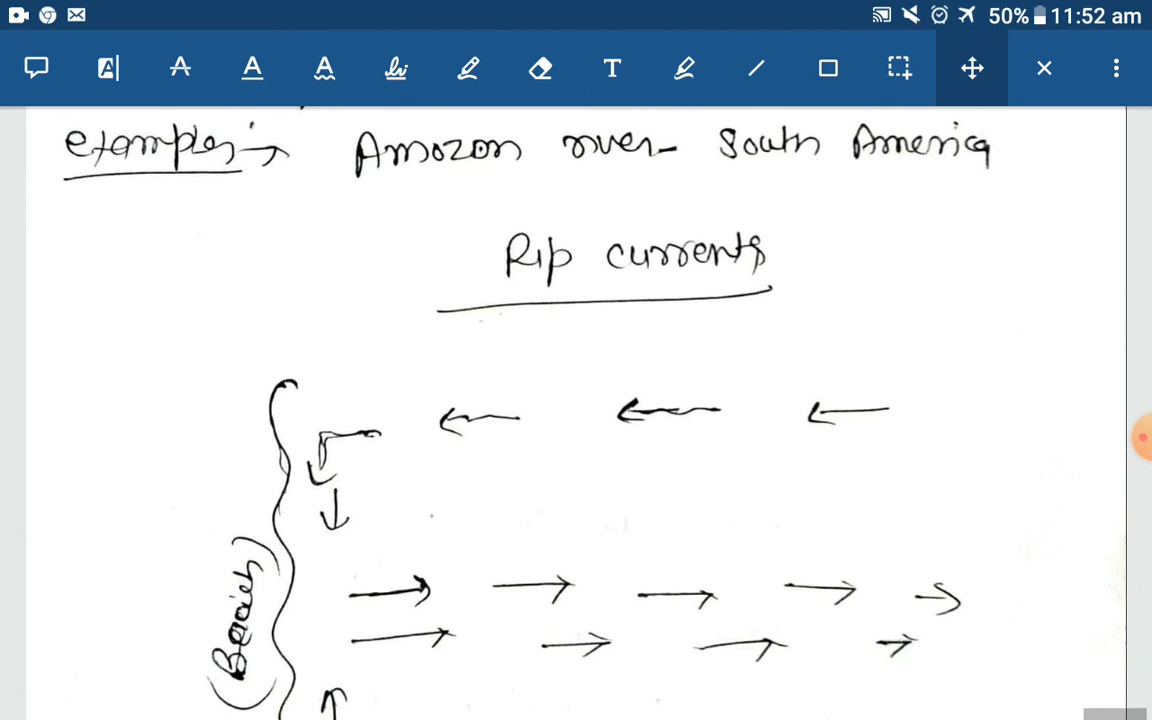 50% 11:52 am
A A A A T
examples:→ Amazon river- South America
Rip currents
(Beach)